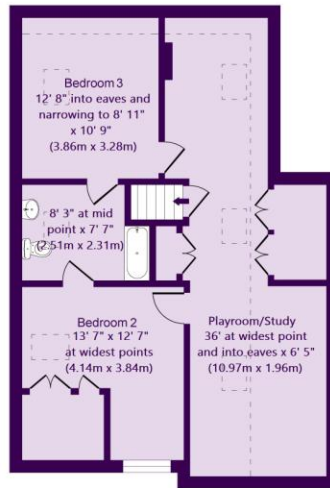 Bedroom 3
12' 8" into eaves and
narrowing to 8' 11"
x 10' 9"
(3.86m x 3.28m)
8' 3" at mid
point x 7' 7"
(2.51m x 2.31m)
Bedroom 2
13' 7" x 12' 7"
at widest points
(4.14m x 3.84m)
Playroom/Study
36' at widest point
and into eaves x 6' 5"
(10.97m x 1.96m)